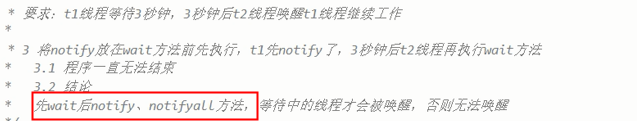 * 要求：t1线程等待3秒钟，3秒钟后t2线程唤醒t1线程继续工作
*
* 3 将notify放在wait方法前先执行，t1先notify了，3秒钟后t2线程再执行wait方法
* 3.1 程序一直无法结束
* 3.2 结论
* 先wait后notify、notifyall方法，等待中的线程才会被唤醒，否则无法唤醒
*/